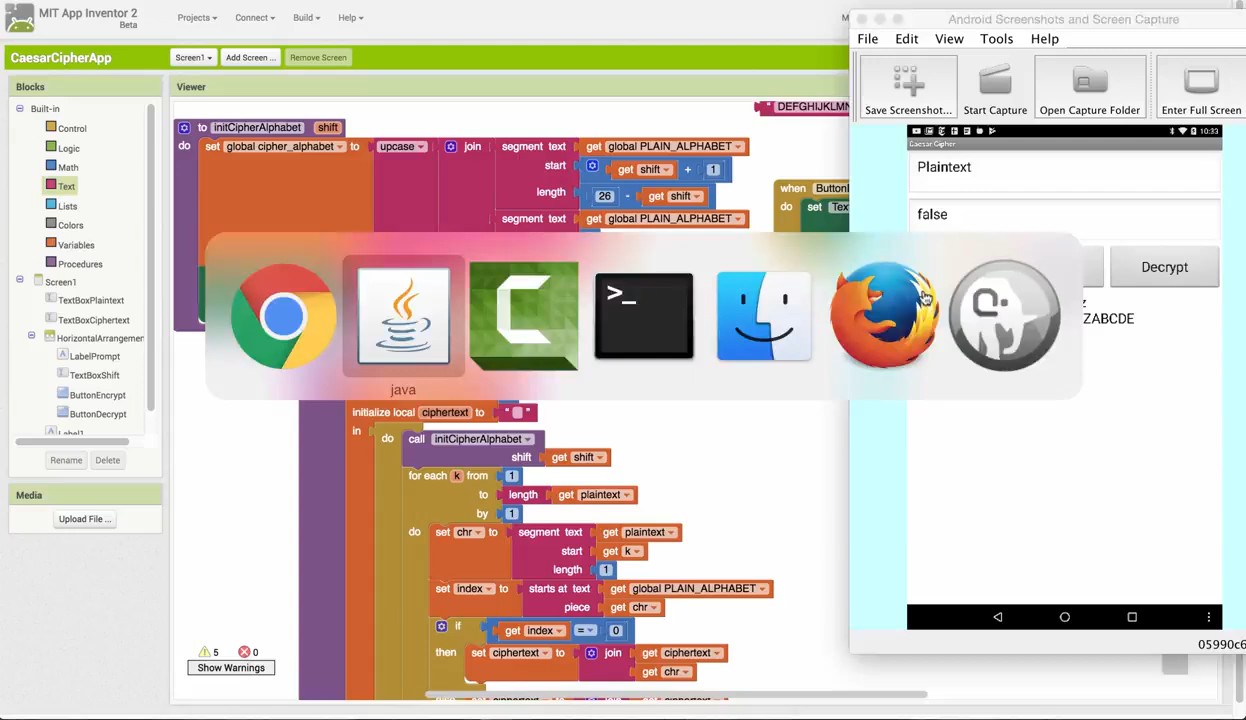 MIT App Inventor 2
Beta
Projects
Connect
Build
Help
M
CaesarCipherApp
Screen1
Add Screen ...
Remove Screen
Blocks
Built-in
Control
Logic
Math
Text
Lists
Colors
Variables
Procedures
Screen1
TextBoxPlaintext
TextBoxCiphertext
HorizontalArrangemen
LabelPrompt
TextBoxShift
ButtonEncrypt
ButtonDecrypt
Rename
Delete
Media
Upload File ...
Viewer
" DEFGHIJKLMN
to initCipherAlphabet shift
do set global cipher_alphabet to upcase join segment text get global PLAIN_ALPHABET
start get shift + 1
length 26 - get shift
segment text get global PLAIN_ALPHABET
when ButtonE
do set Tex
java
initialize local ciphertext to " "
in do call initCipherAlphabet
shift get shift
for each k from 1
to length get plaintext
by 1
do set chr to segment text get plaintext
start get k
length 1
set index to starts at text get global PLAIN_ALPHABET
piece get chr
if get index = 0
then set ciphertext to join get ciphertext
get chr
5 0
Show Warnings
Android Screenshots and Screen Capture
File Edit View Tools Help
Save Screenshot...
Start Capture
Open Capture Folder
Enter Full Screen
10:33
Caesar Cipher
Plaintext
false
Decrypt
z
ZABCDE
05990c6